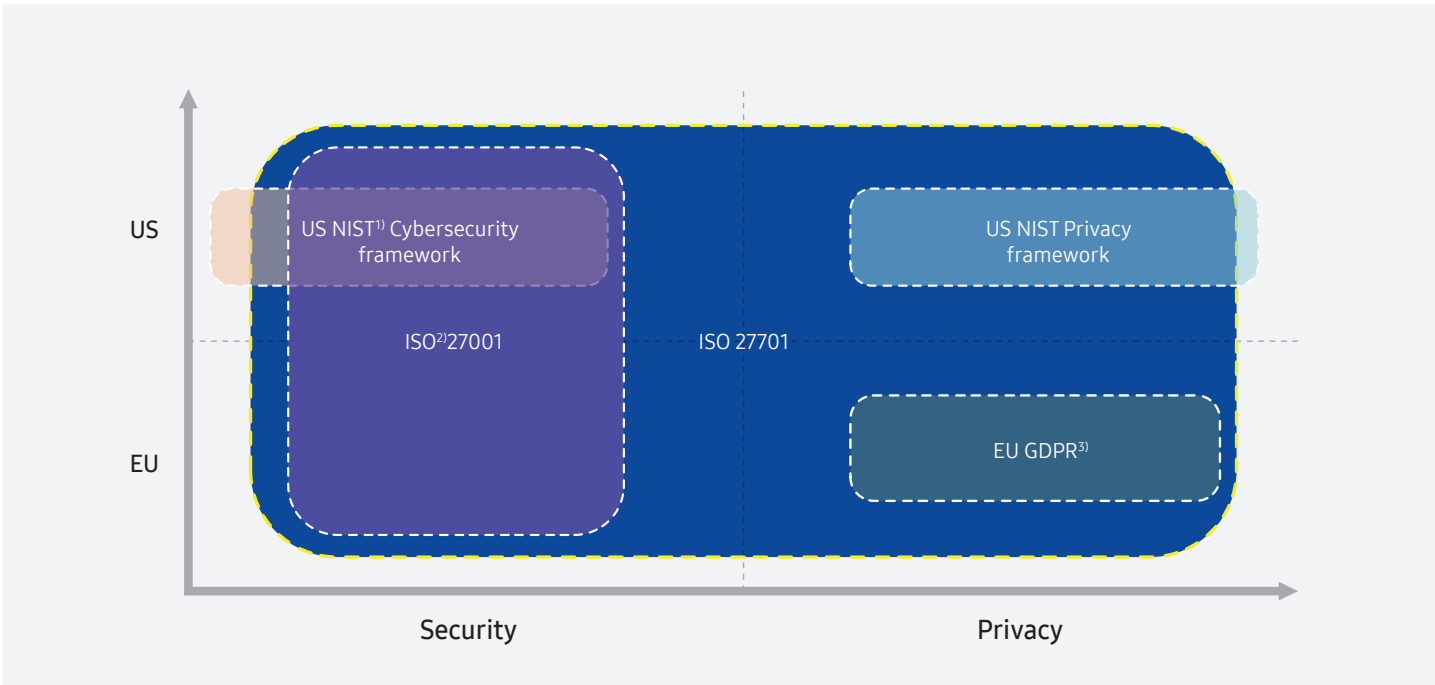 US
US NIST1) Cybersecurity
framework
US NIST Privacy
framework
ISO2)27001
ISO 27701
EU
EU GDPR3)
Security
Privacy